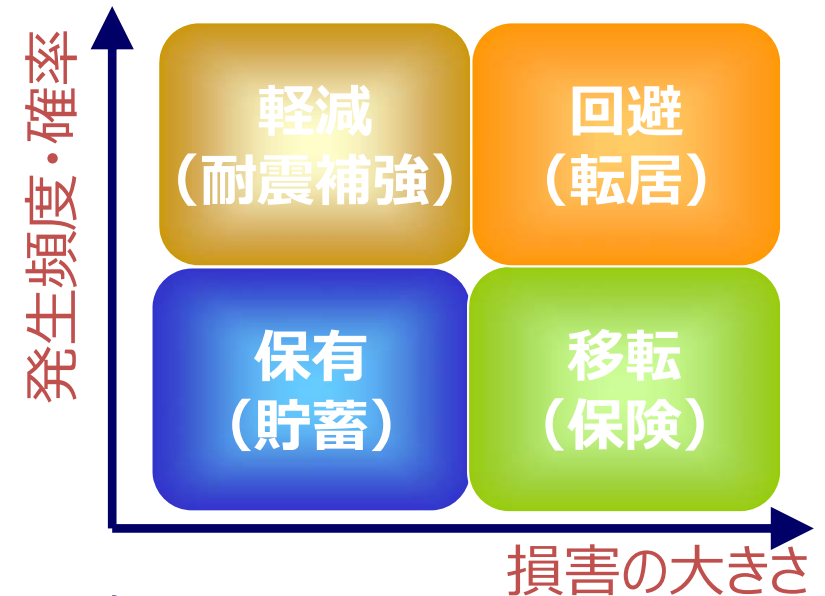 発生頻度・確率
軽減
（耐震補強）
回避
（転居）
保有
（貯蓄）
移転
（保険）
損害の大きさ